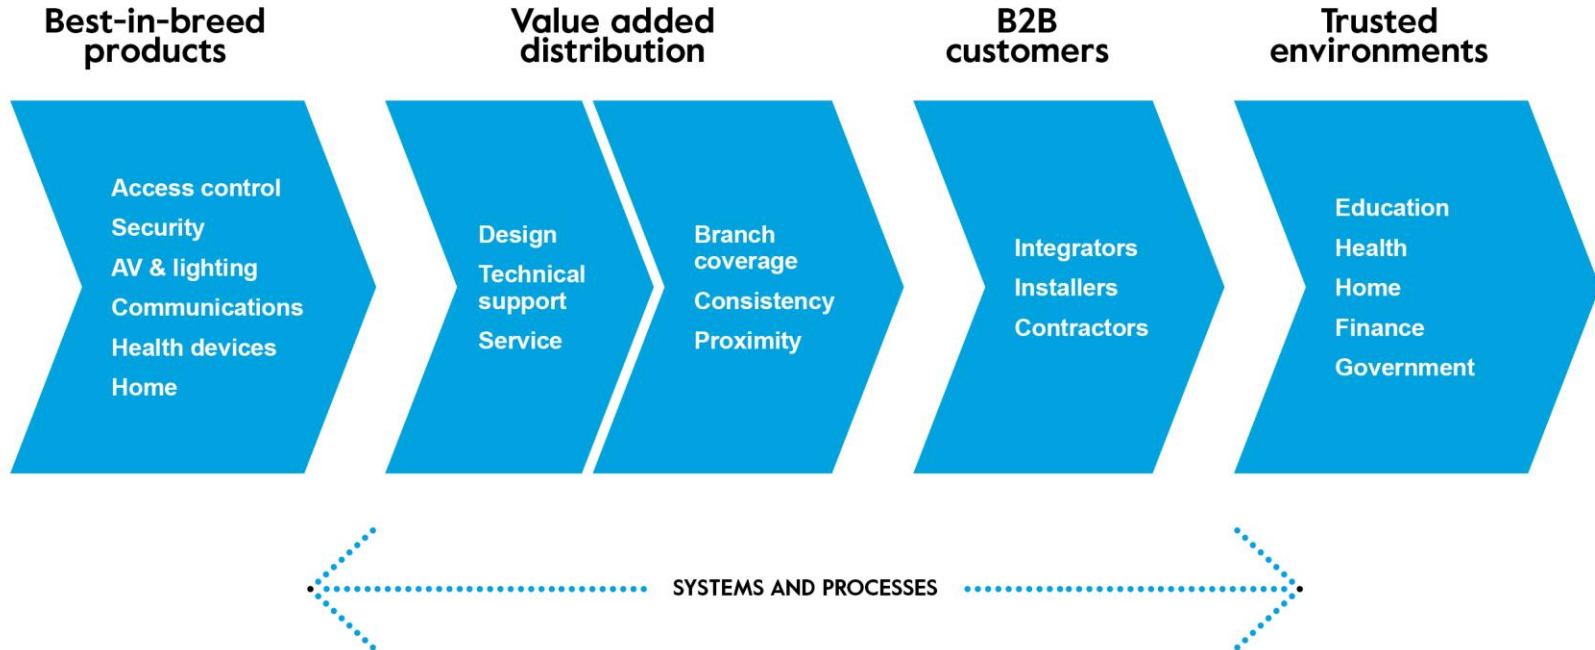 Best-in-breed
products
Value added
distribution
B2B
customers
Trusted
environments
Access control
Security
AV & lighting
Communications
Health devices
Home
Design
Technical
support
Service
Branch
coverage
Consistency
Proximity
Integrators
Installers
Contractors
Education
Health
Home
Finance
Government
SYSTEMS AND PROCESSES